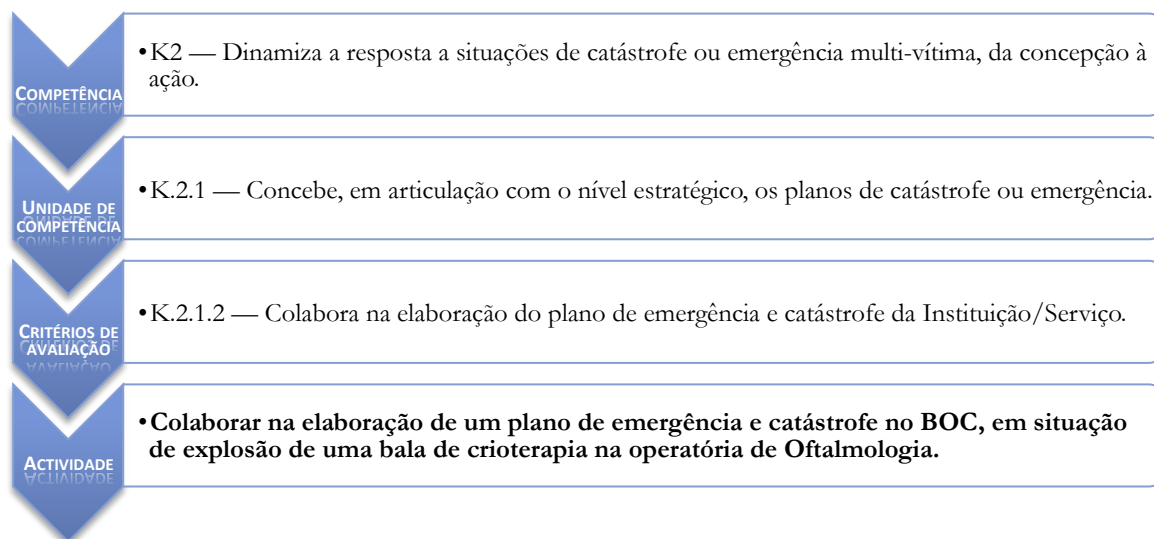 COMPETÊNCIA
•K2 — Dinamiza a resposta a situações de catástrofe ou emergência multi-vítima, da concepção à
ação.
UNIDADE DE
COMPETÊNCIA
•K.2.1 — Concebe, em articulação com o nível estratégico, os planos de catástrofe ou emergência.
CRITÉRIOS DE
AVALIAÇÃO
•K.2.1.2 — Colabora na elaboração do plano de emergência e catástrofe da Instituição/Serviço.
ACTIVIDADE
•Colaborar na elaboração de um plano de emergência e catástrofe no BOC, em situação
de explosão de uma bala de crioterapia na operatória de Oftalmologia.